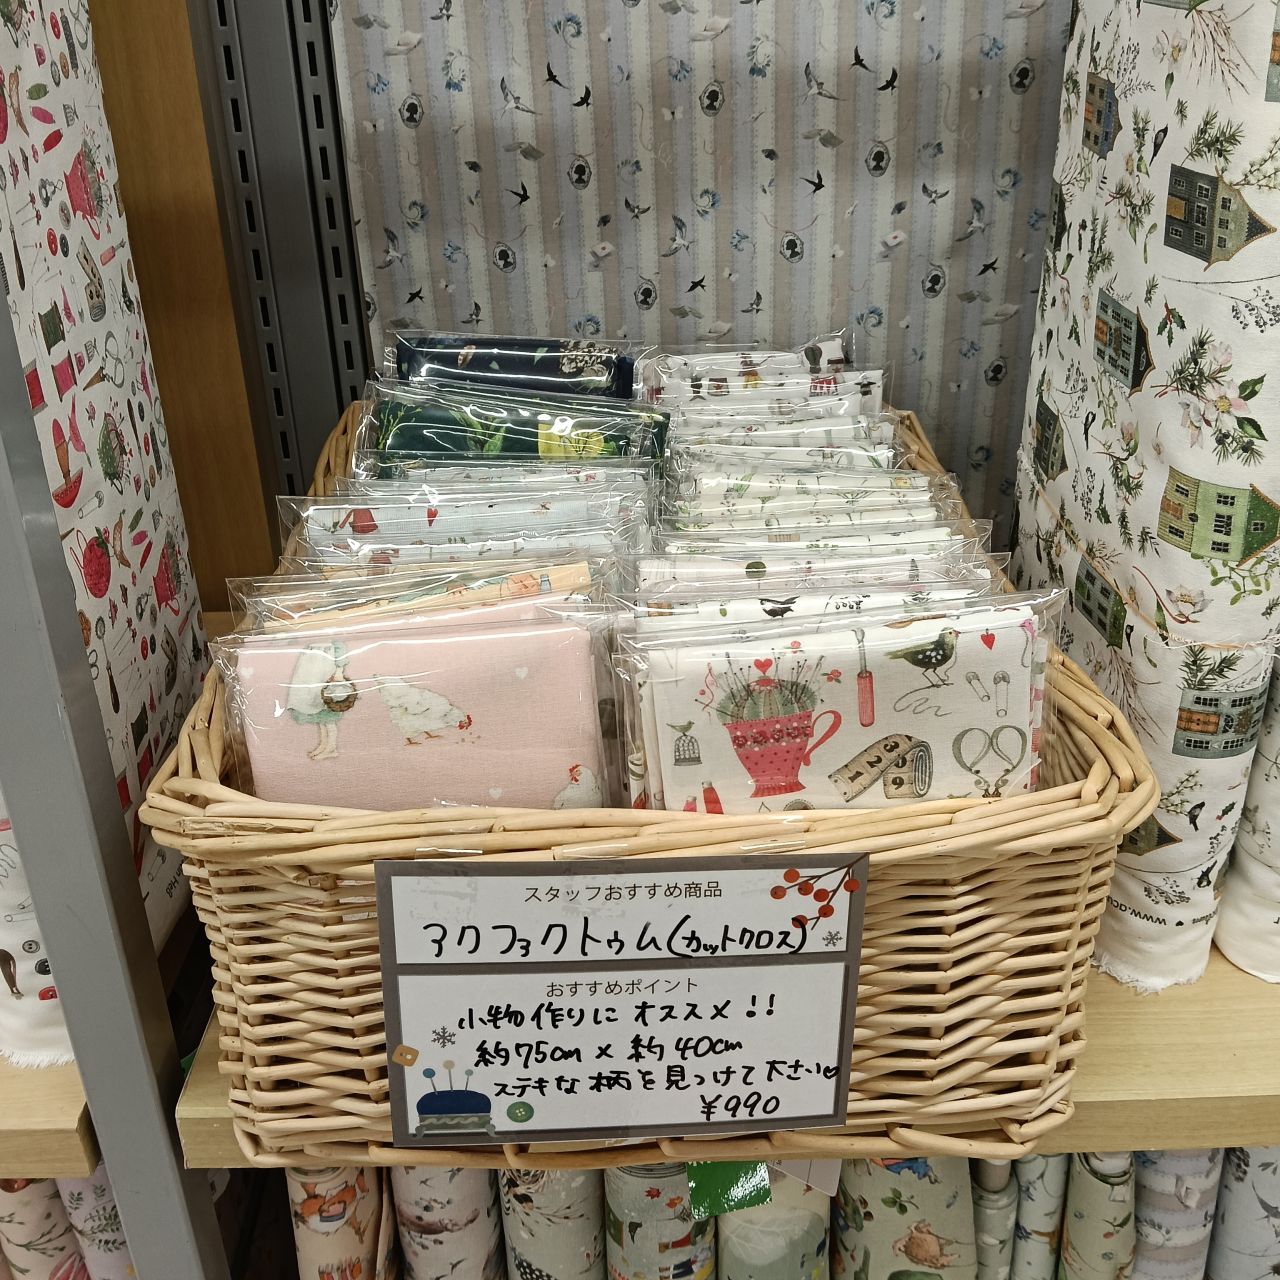 スタッフおすすめ商品
アクファクトゥム(カットクロス)
おすすめポイント
小物作りに オススメ!!
約75cm × 約40cm
ステキな柄を見つけて下さい♡
¥990